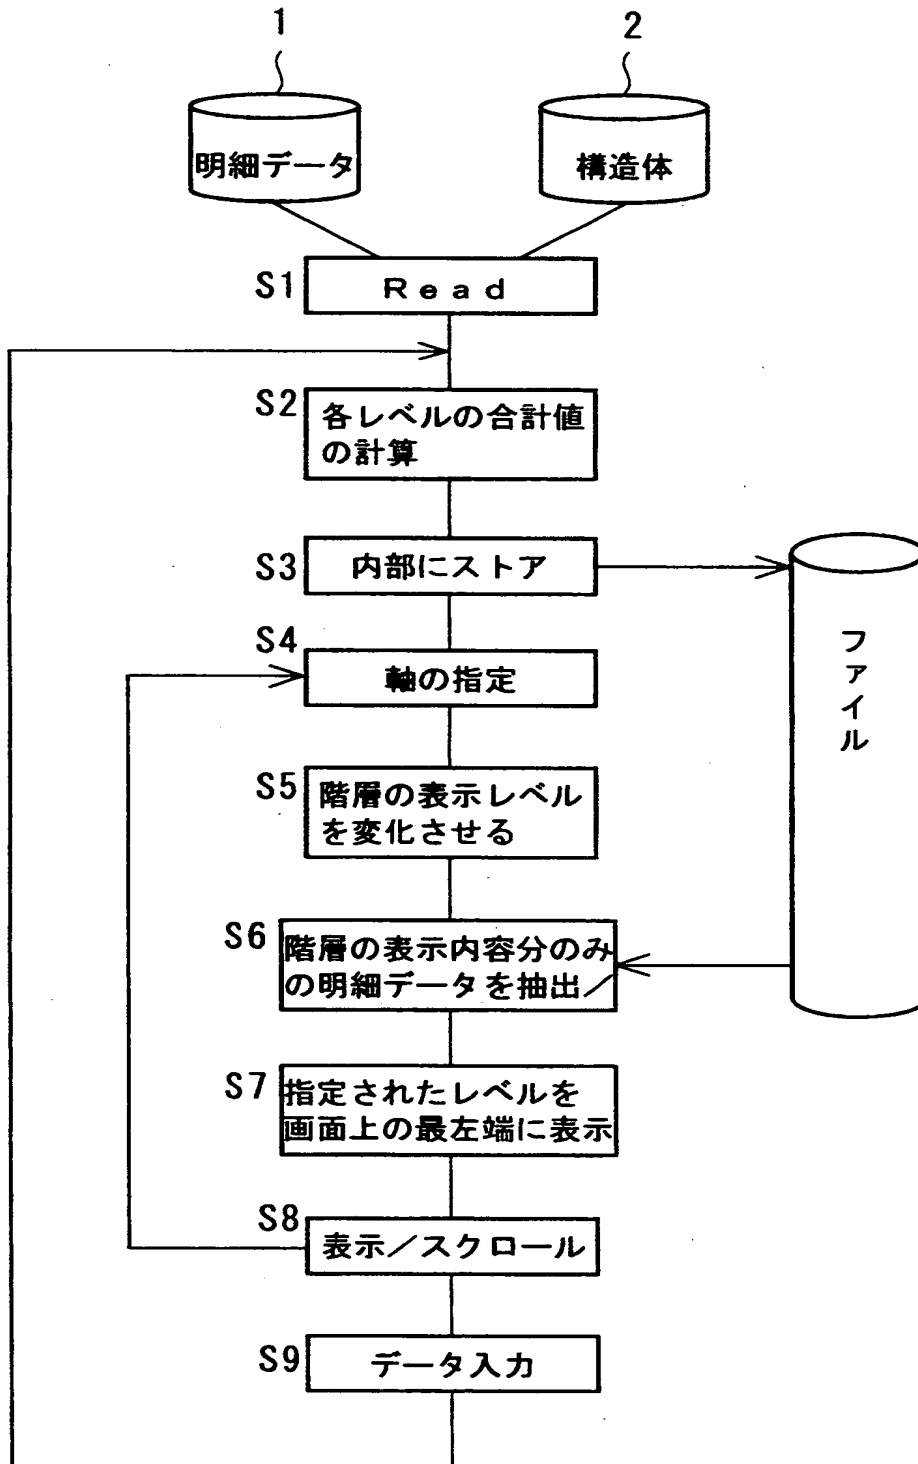 1
2
明細データ
構造体
S1
Read
S2
各レベルの合計値
の計算
S3
内部にストア
S4
軸の指定
S5
階層の表示レベル
を変化させる
ファイル
S6
階層の表示内容分のみ
の明細データを抽出
S7
指定されたレベルを
画面上の最左端に表示
S8
表示／スクロール
S9
データ入力